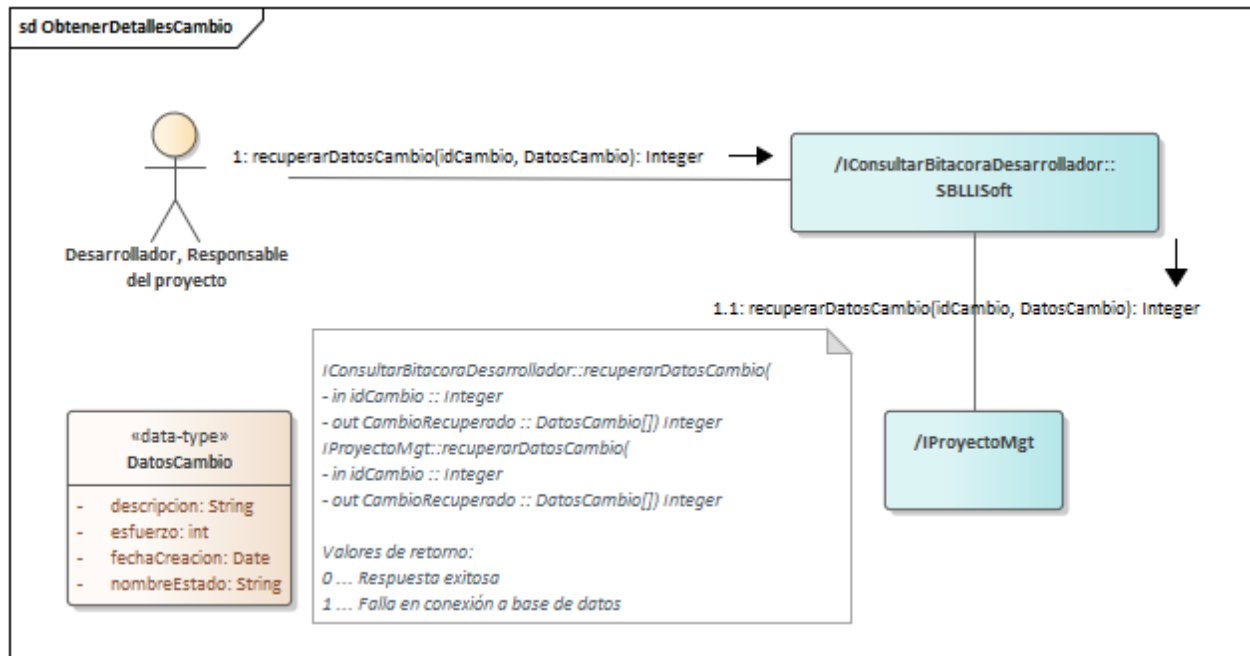 sd ObtenerDetallesCambio
1: recuperarDatosCambio(idCambio, DatosCambio): Integer
/IConsultarBitacoraDesarrollador::
SBLLISoft
Desarrollador, Responsable
del proyecto
1.1: recuperarDatosCambio(idCambio, DatosCambio): Integer
IConsultarBitacoraDesarrollador::recuperarDatosCambio(
- in idCambio :: Integer
- out CambioRecuperado :: DatosCambio[]) Integer
IProyectoMgt::recuperarDatosCambio(
- in idCambio :: Integer
- out CambioRecuperado :: DatosCambio[]) Integer
Valores de retorno:
0 ... Respuesta exitosa
1 ... Falla en conexión a base de datos
«data-type»
DatosCambio
- descripcion: String
- esfuerzo: int
- fechaCreacion: Date
- nombreEstado: String
/IProyectoMgt